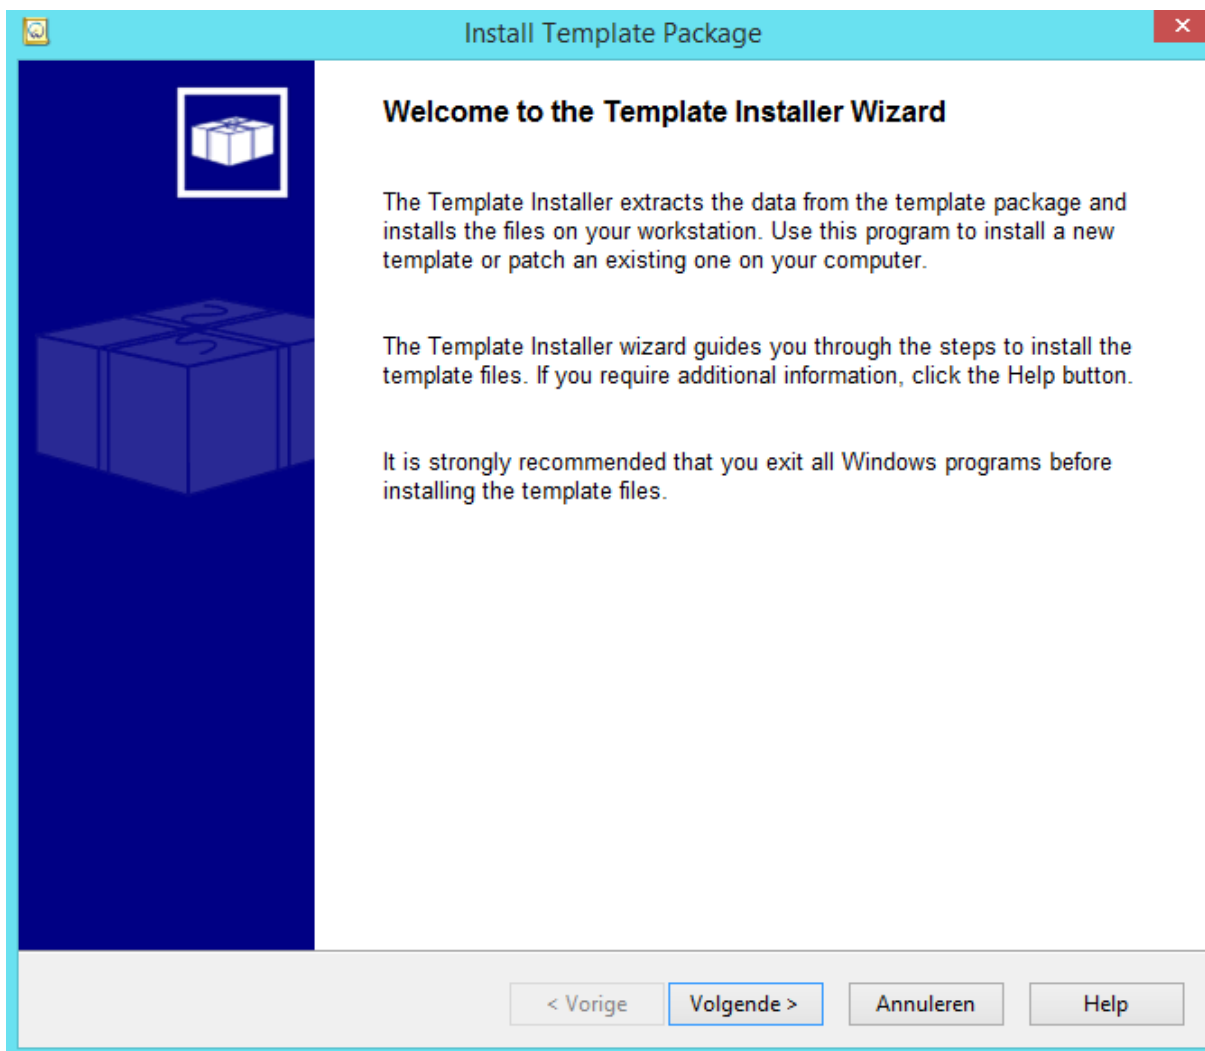 Install Template Package
Welcome to the Template Installer Wizard
The Template Installer extracts the data from the template package and
installs the files on your workstation. Use this program to install a new
template or patch an existing one on your computer.
The Template Installer wizard guides you through the steps to install the
template files. If you require additional information, click the Help button.
It is strongly recommended that you exit all Windows programs before
installing the template files.
< Vorige Volgende > Annuleren Help